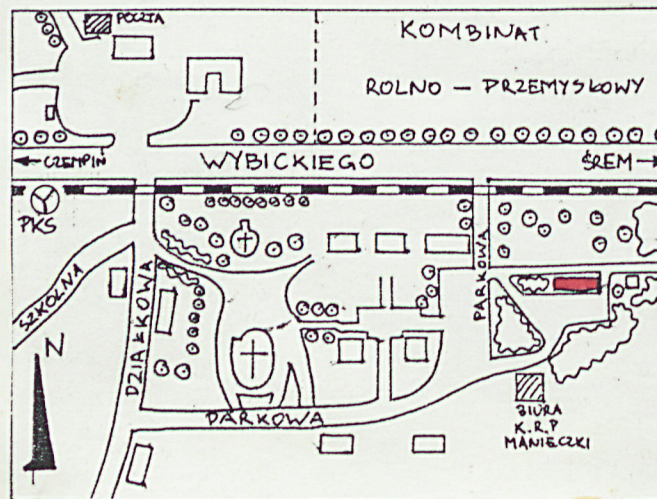 POCZTA
KOMBINAT
ROLNO - PRZEMYSŁOWY
← CZEMPIŃ
WYBICKIEGO
ŚREM →
PKS
SZKOLNA
DZIAŁKOWA
PARKOWA
N
PARKOWA
BIURA
K.R.P
MANIECZKI